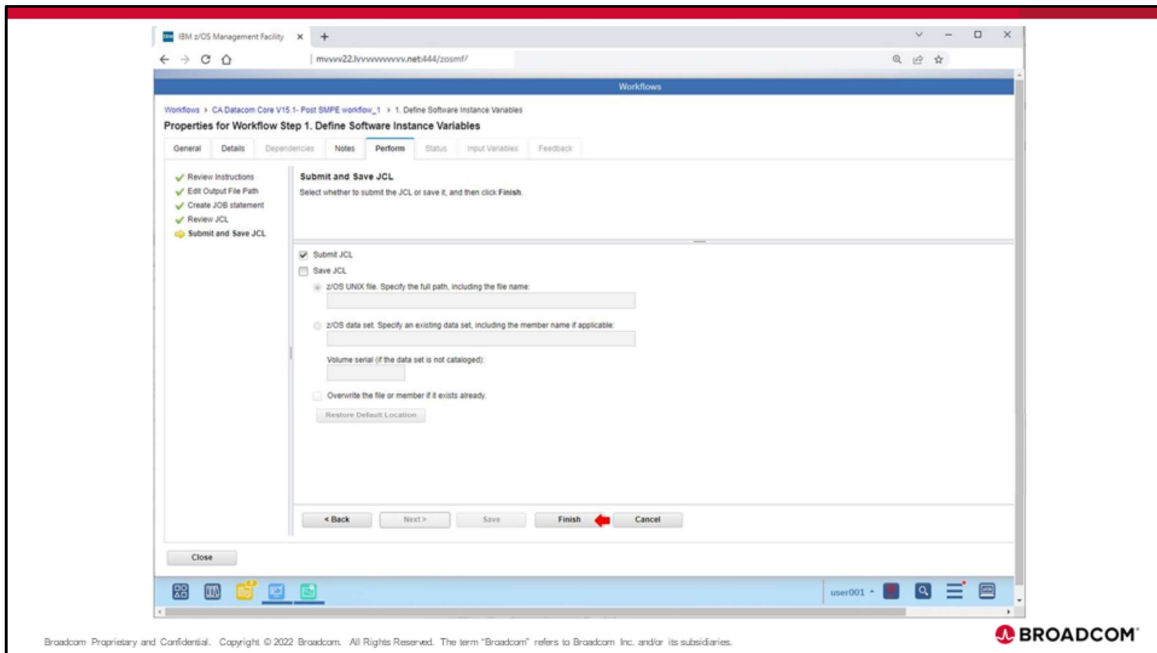 IBM z/OS Management Facility
mvvvv22.lvvvvvvvvvv.net:444/zosmf/
Workflows
Workflows > CA Datacom Core V15.1- Post SMPE workflow_1 > 1. Define Software Instance Variables
Properties for Workflow Step 1. Define Software Instance Variables
General Details Dependencies Notes Perform Status Input Variables Feedback
Review Instructions
Edit Output File Path
Create JOB statement
Review JCL
Submit and Save JCL
Submit and Save JCL
Select whether to submit the JCL or save it, and then click Finish.
Submit JCL
Save JCL
z/OS UNIX file. Specify the full path, including the file name:
z/OS data set. Specify an existing data set, including the member name if applicable:
Volume serial (if the data set is not cataloged):
Overwrite the file or member if it exists already.
Restore Default Location
< Back Next > Save Finish Cancel
Close
user001
Broadcom Proprietary and Confidential. Copyright © 2022 Broadcom. All Rights Reserved. The term “Broadcom” refers to Broadcom Inc. and/or its subsidiaries.
BROADCOM